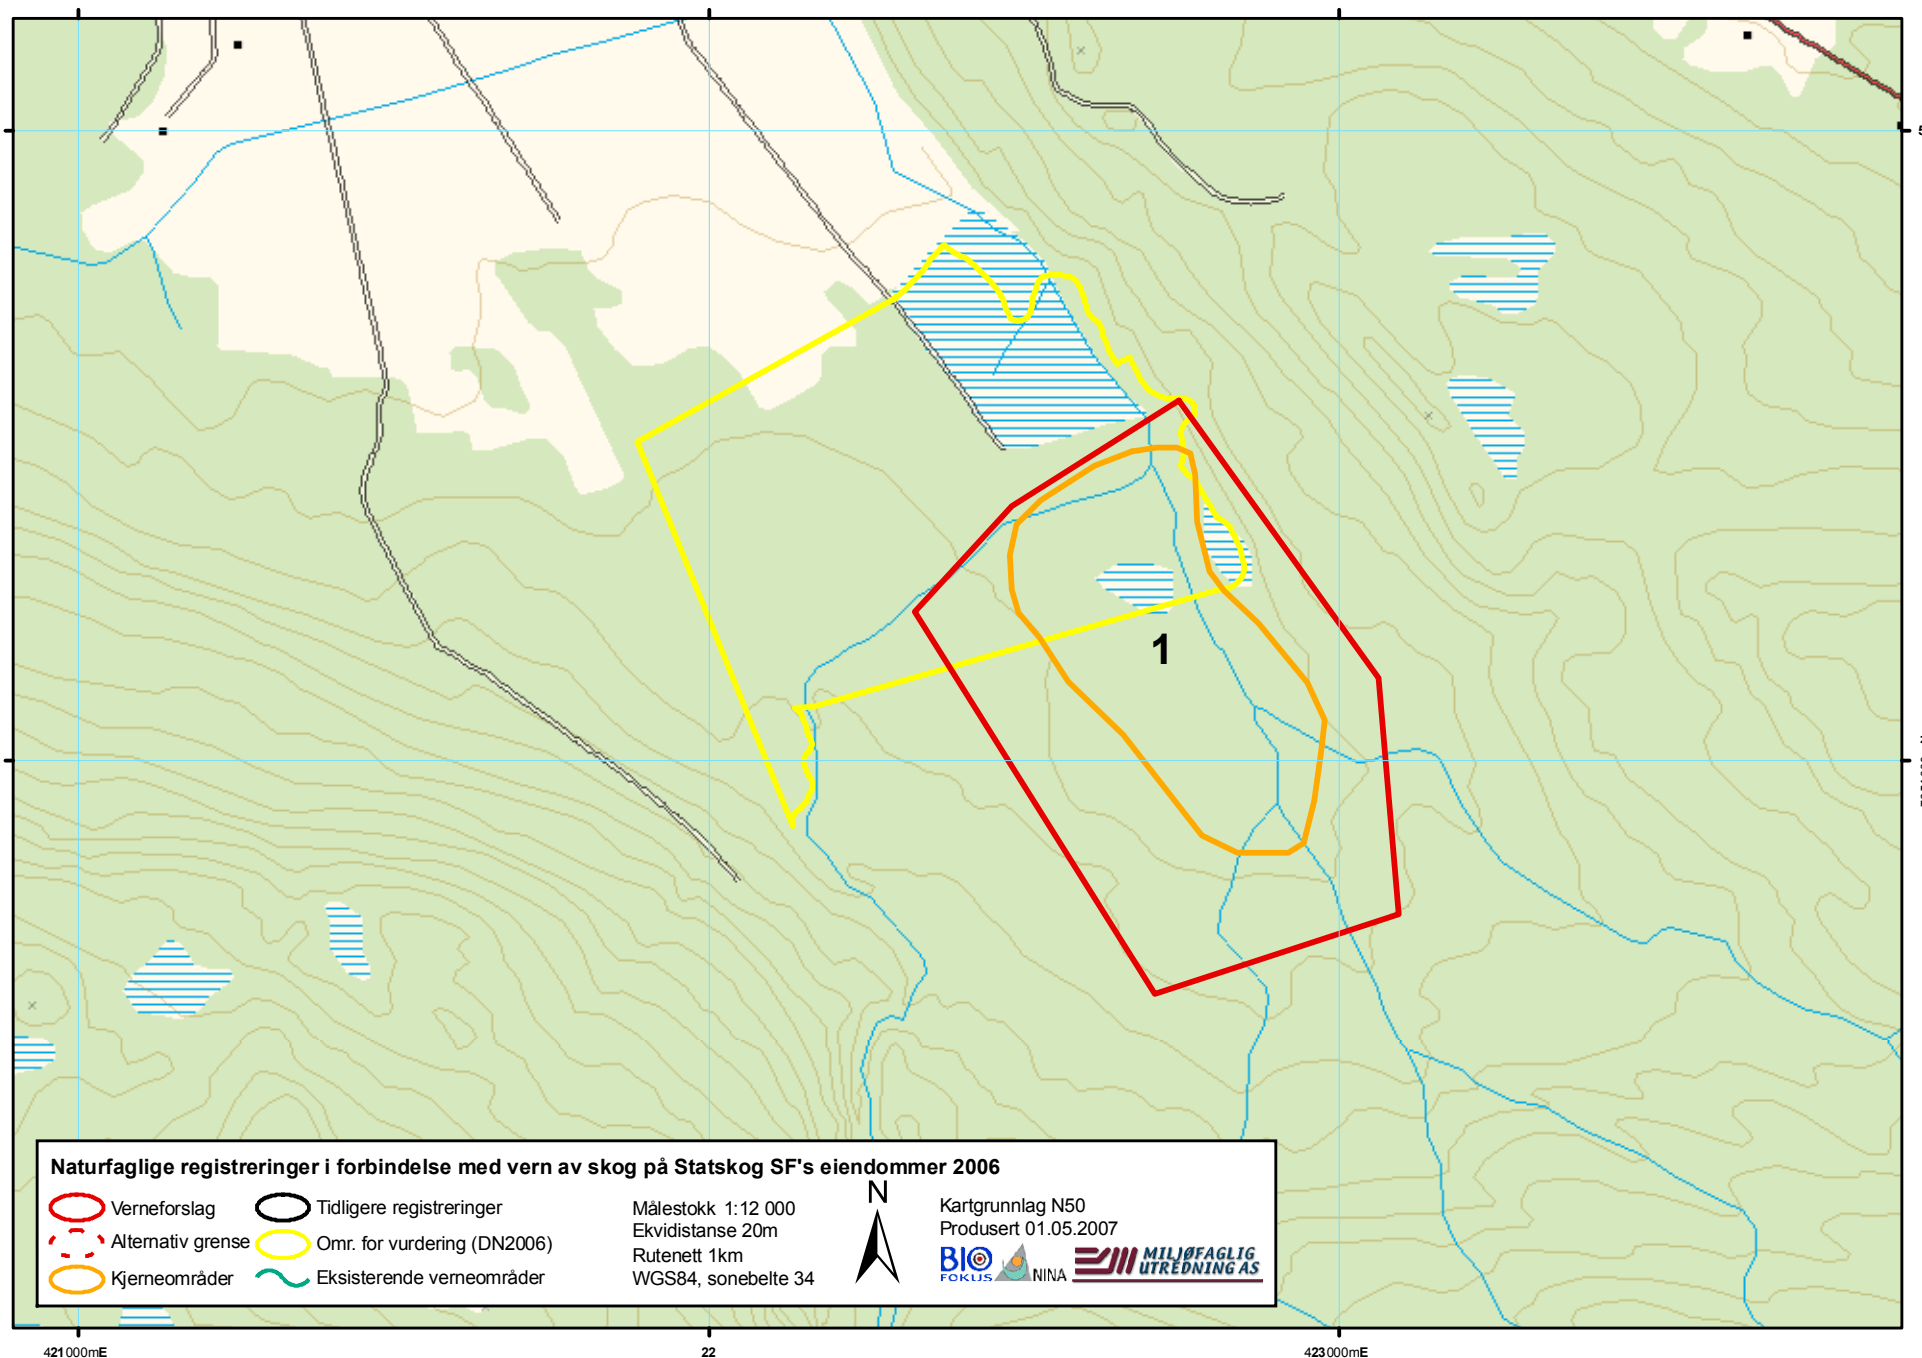 1
Naturfaglige registreringer i forbindelse med vern av skog på Statskog SF's eiendommer 2006
Verneforslag
Tidligere registreringer
Alternativ grense
Omr. for vurdering (DN2006)
Kjerneområder
Eksisterende verneområder
Målestokk 1:12 000
Ekvidistanse 20m
Rutenett 1km
WGS84, sonebelte 34
N
Kartgrunnlag N50
Produsert 01.05.2007
BIO
FOKUS
NINA
MILJØFAGLIG
UTREDNING AS
421000mE
22
423000mE